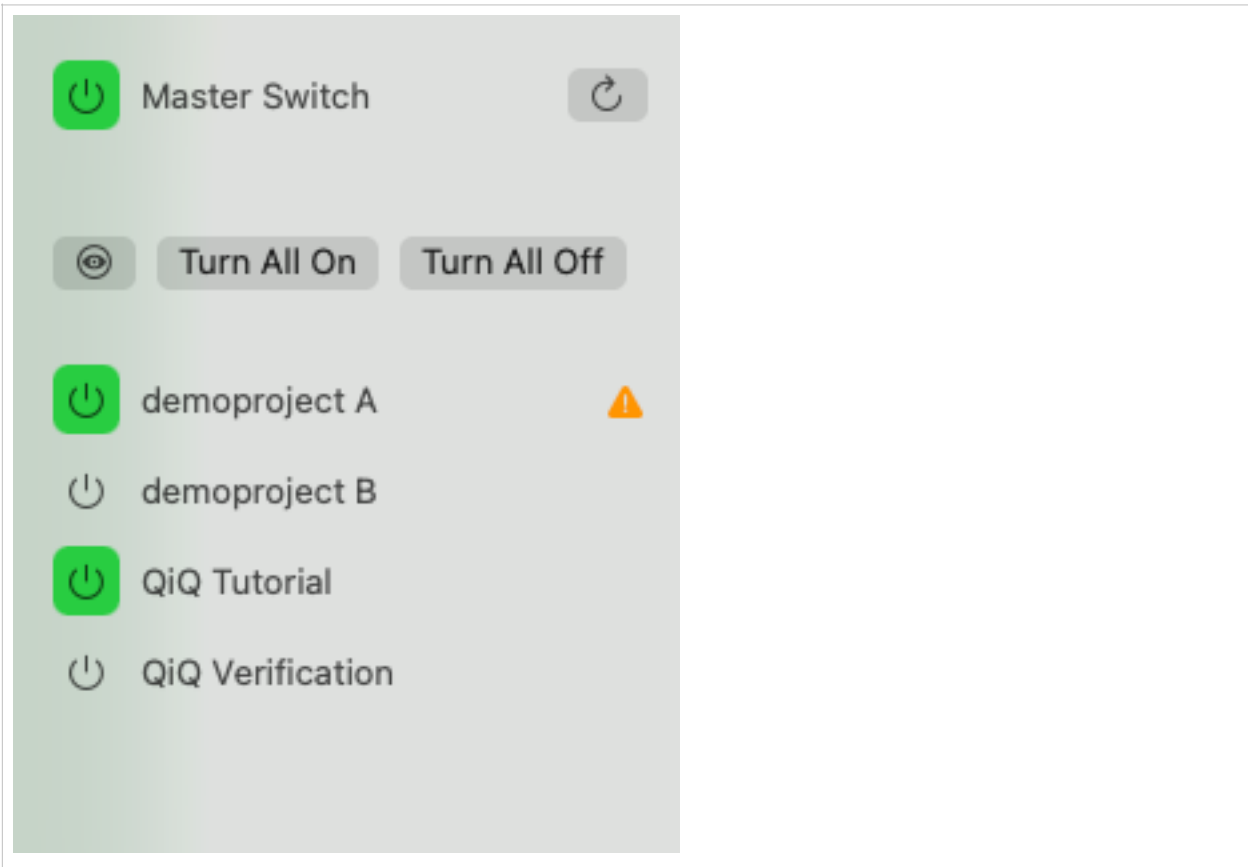 Master Switch
Turn All On Turn All Off
demoproject A
demoproject B
QiQ Tutorial
QiQ Verification